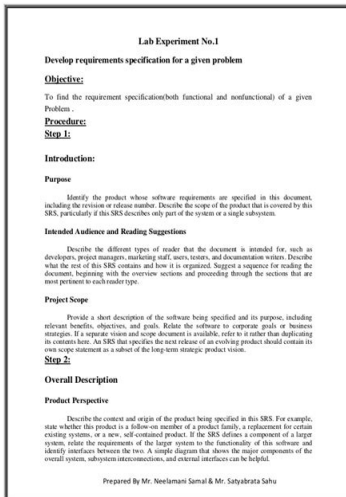 Lab Experiment No.1
Develop requirements specification for a given problem
Objective:
To find the requirement specification(both functional and nonfunctional) of a given
Problem .
Procedure:
Step 1:
Introduction:
Purpose
Identify the product whose software requirements are specified in this document,
including the revision or release number. Describe the scope of the product that is covered by this
SRS, particularly if this SRS describes only part of the system or a single subsystem.
Intended Audience and Reading Suggestions
Describe the different types of reader that the document is intended for, such as
developers, project managers, marketing staff, users, testers, and documentation writers. Describe
what the rest of this SRS contains and how it is organized. Suggest a sequence for reading the
document, beginning with the overview sections and proceeding through the sections that are
most pertinent to each reader type.
Project Scope
Provide a short description of the software being specified and its purpose, including
relevant benefits, objectives, and goals. Relate the software to corporate goals or business
strategies. If a separate vision and scope document is available, refer to it rather than duplicating
its contents here. An SRS that specifies the next release of an evolving product should contain its
own scope statement as a subset of the long-term strategic product vision.
Step 2:
Overall Description
Product Perspective
Describe the context and origin of the product being specified in this SRS. For example,
state whether this product is a follow-on member of a product family, a replacement for certain
existing systems, or a new, self-contained product. If the SRS defines a component of a larger
system, relate the requirements of the larger system to the functionality of this software and
identify interfaces between the two. A simple diagram that shows the major components of the
overall system, subsystem interconnections, and external interfaces can be helpful.
Prepared By Mr. Neelamani Samal & Mr. Satyabrata Sahu